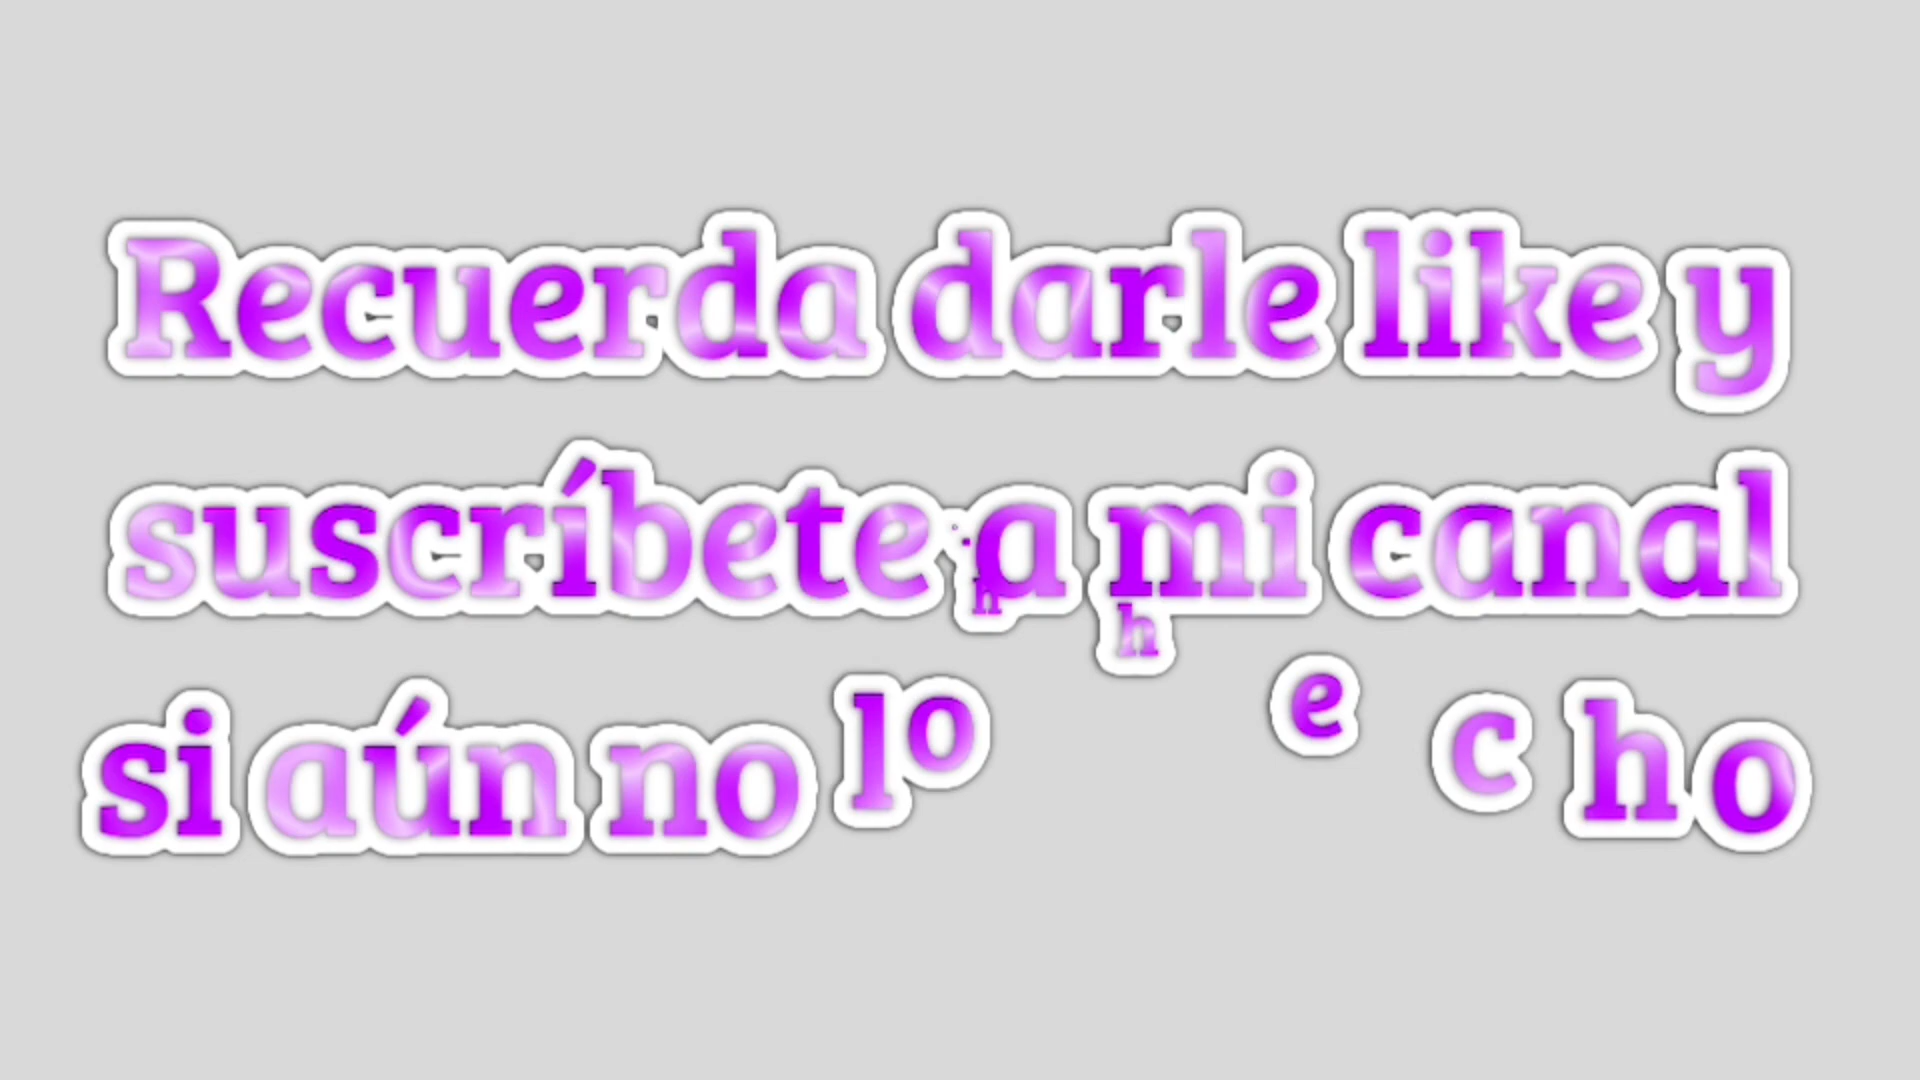 Recuerda darle like y
suscríbete a mi canal
si aún no lo h e c ho